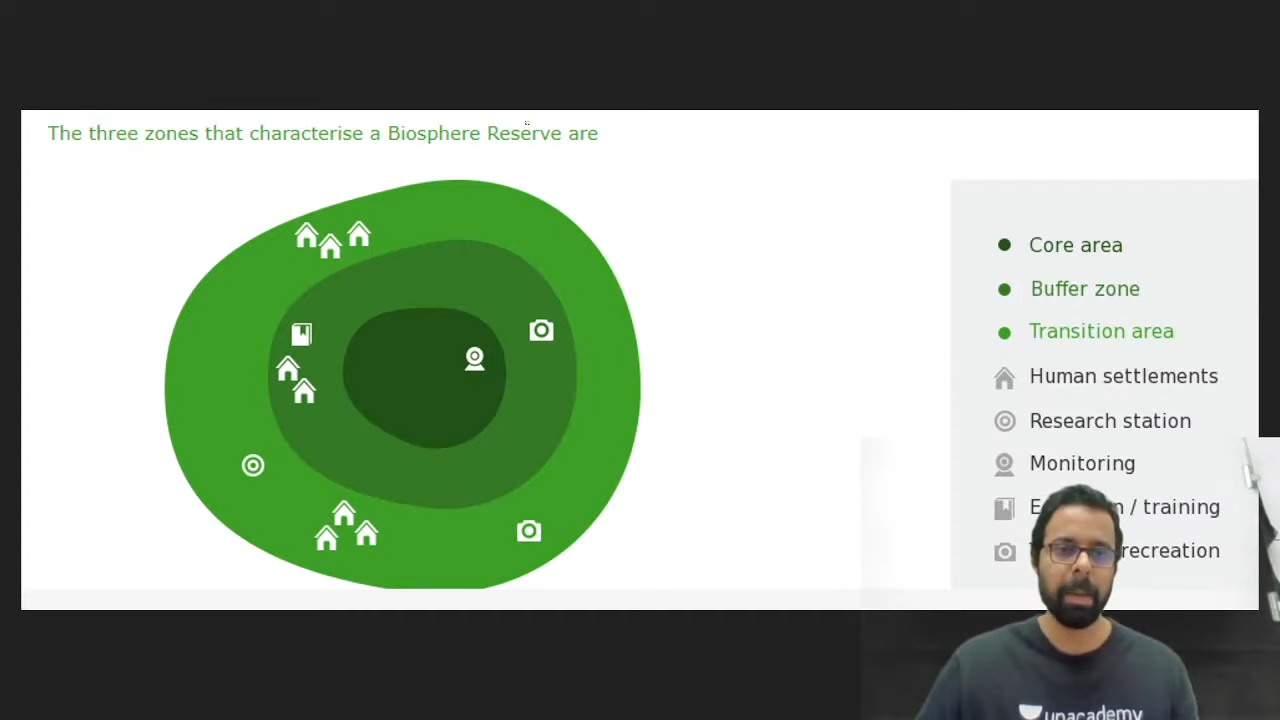 The three zones that characterise a Biosphere Reserve are
Core area
Buffer zone
Transition area
Human settlements
Research station
Monitoring
/ training
recreation
unacademy